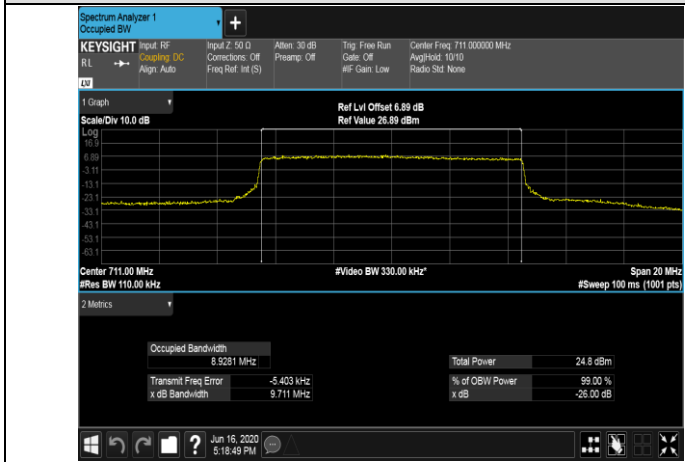 Spectrum Analyzer 1
Occupied BW
+
KEYSIGHT Input: RF Input Z: 50 Ω Atten: 30 dB Trig: Free Run Center Freq: 711.000000 MHz
RL Coupling: DC Corrections: Off Preamp: Off Gate: Off Avg|Hold: 10/10
Align: Auto Freq Ref: Int (S) #IF Gain: Low Radio Std: None
LXI
1 Graph
Ref Lvl Offset 6.89 dB
Scale/Div 10.0 dB Ref Value 26.89 dBm
Log
16.9
6.89
-3.11
-13.1
-23.1
-33.1
-43.1
-53.1
-63.1
Center 711.00 MHz #Video BW 330.00 kHz* Span 20 MHz
#Res BW 110.00 kHz #Sweep 100 ms (1001 pts)
2 Metrics
Occupied Bandwidth
8.9281 MHz Total Power 24.8 dBm
Transmit Freq Error -5.403 kHz % of OBW Power 99.00 %
x dB Bandwidth 9.711 MHz x dB -26.00 dB
? Jun 16, 2020
5:18:49 PM